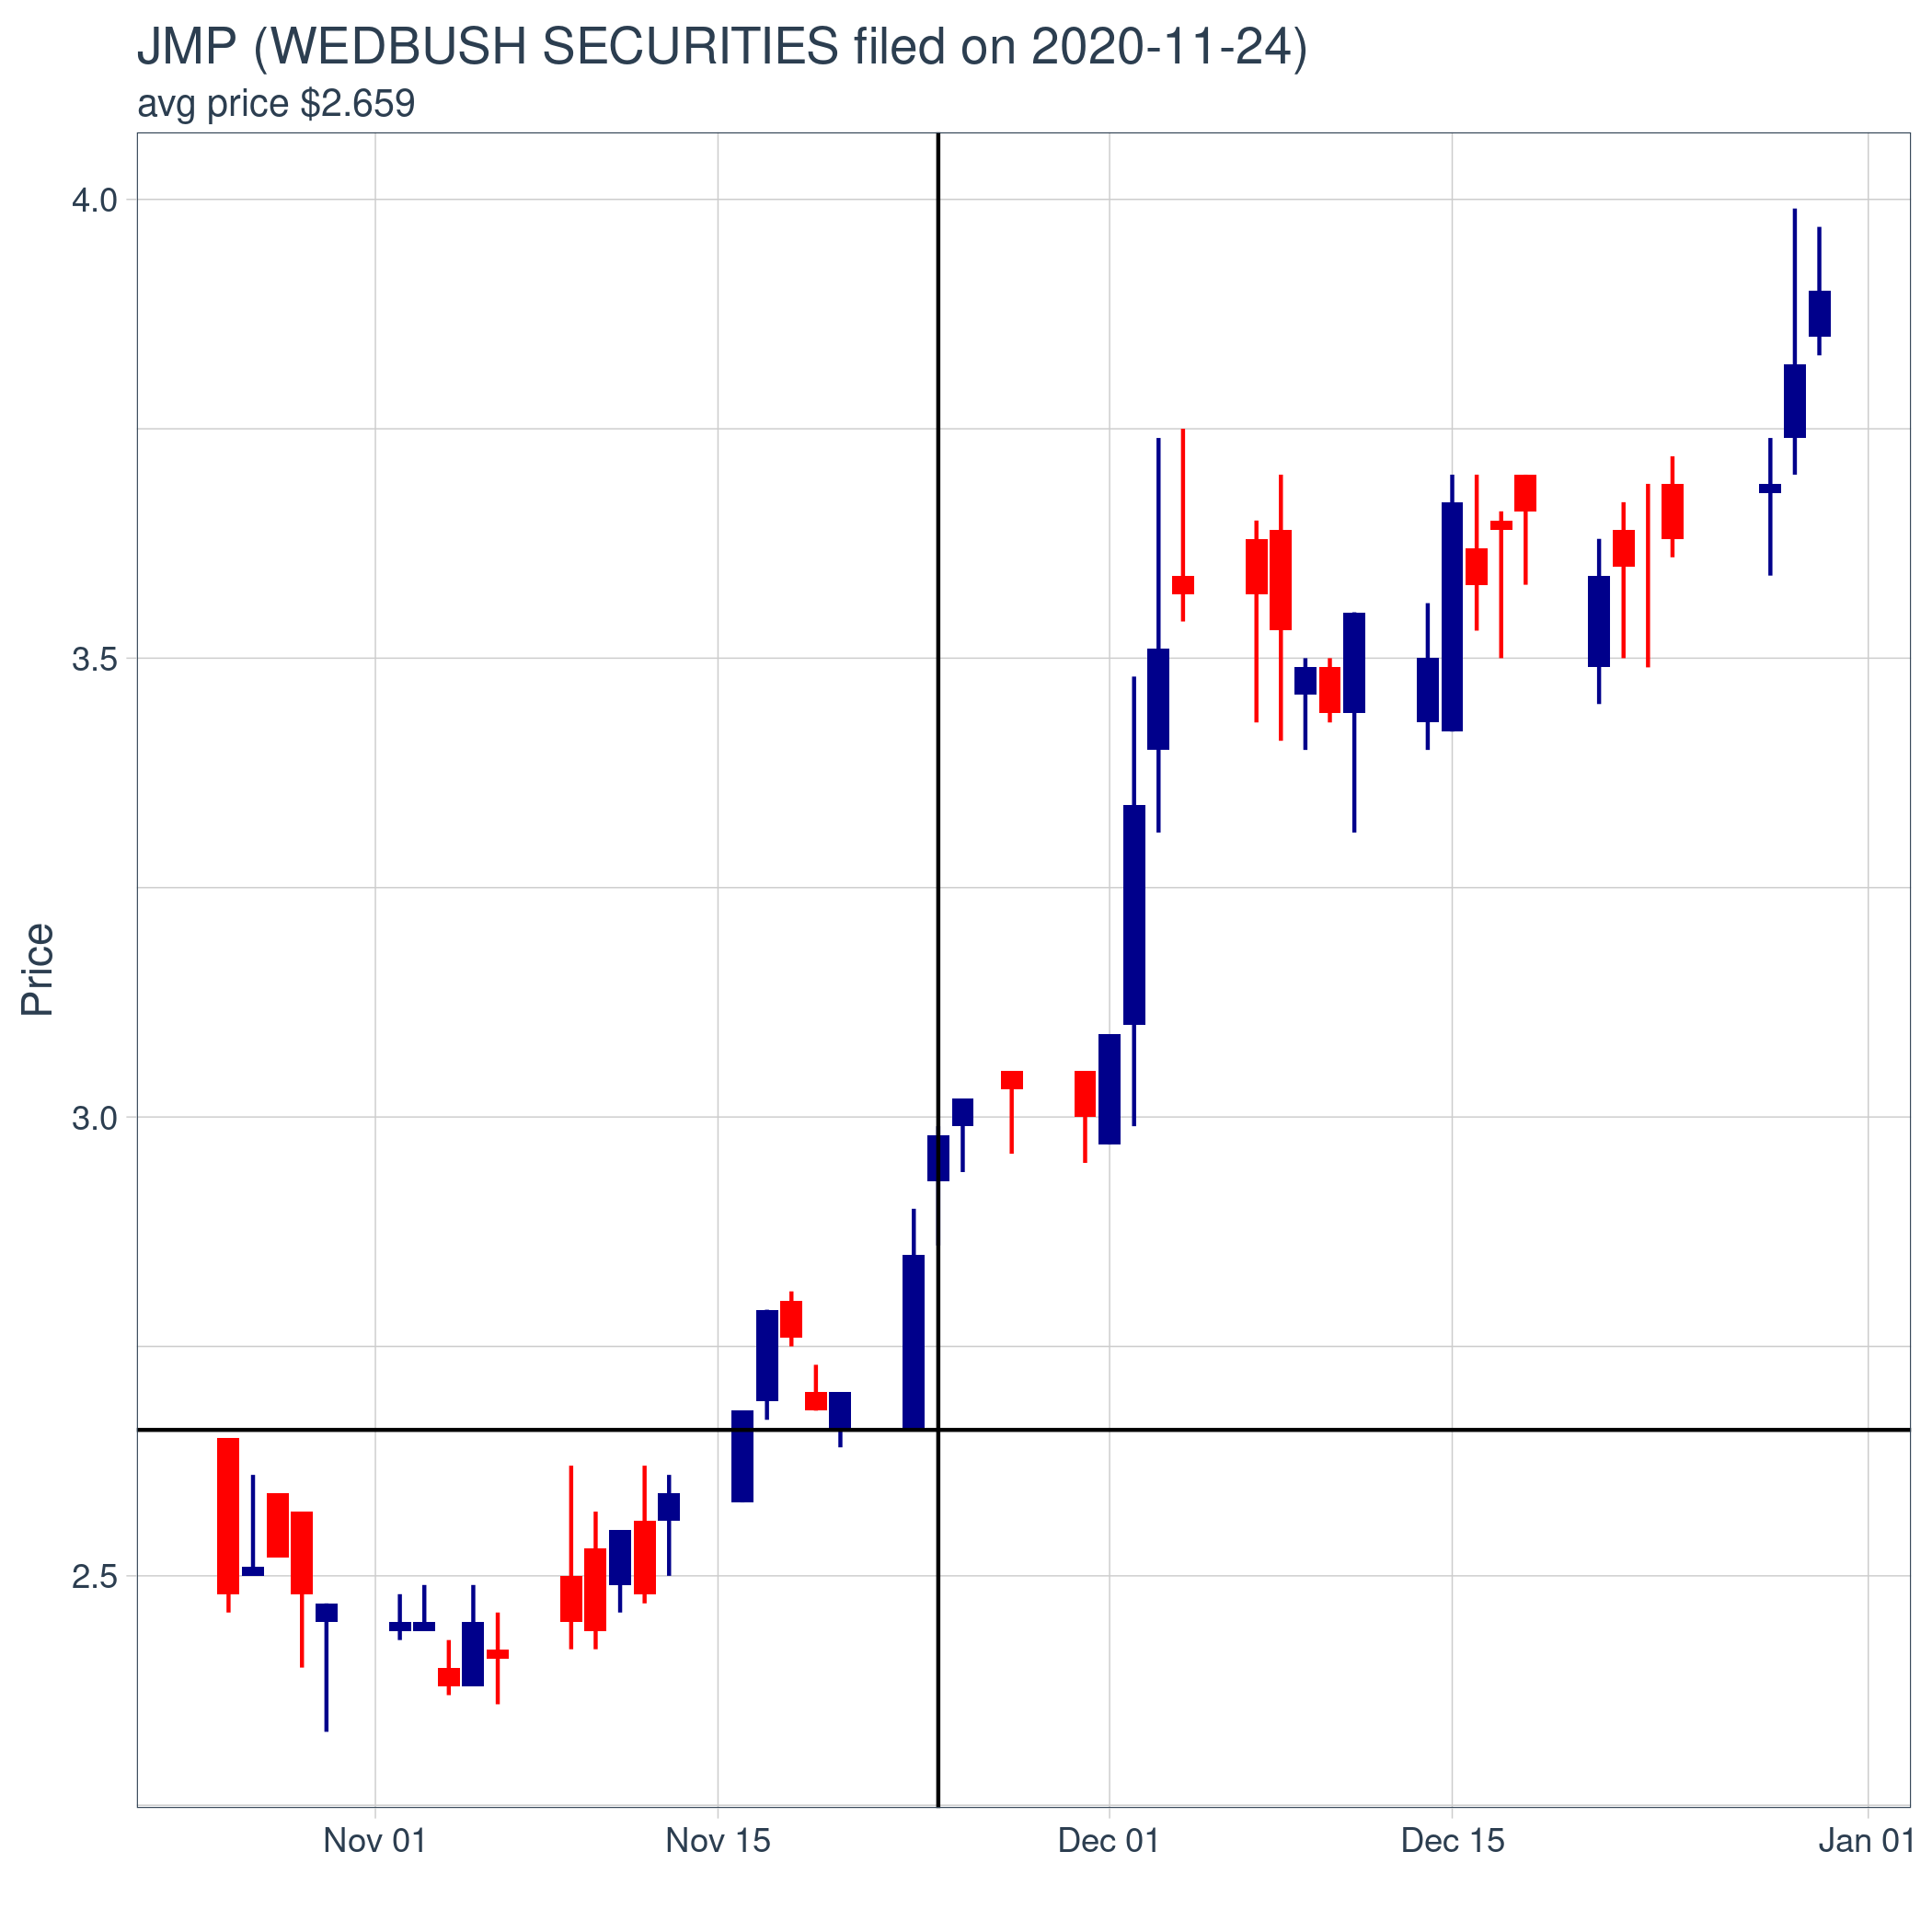 JMP (WEDBUSH SECURITIES filed on 2020-11-24)
avg price $2.659
4.0
3.5
3.0
2.5
Price
Nov 01
Nov 15
Dec 01
Dec 15
Jan 01